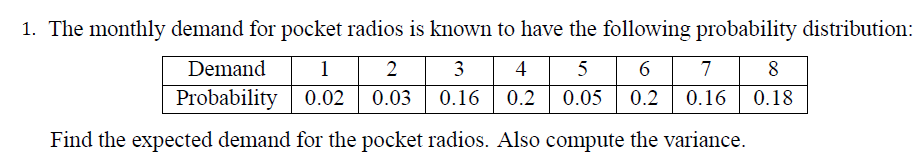 1. The monthly demand for pocket radios is known to have the following probability distribution:
Demand 1 2 3 4 5 6 7 8
Probability 0.02 0.03 0.16 0.2 0.05 0.2 0.16 0.18
Find the expected demand for the pocket radios. Also compute the variance.